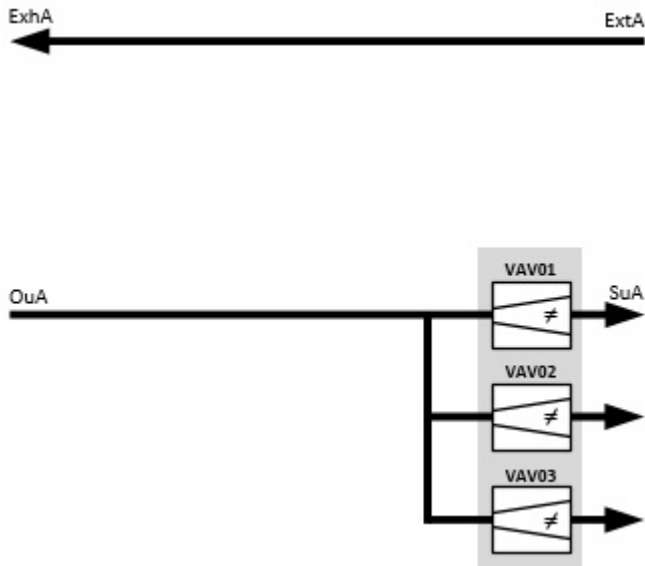 ExhA
ExtA
VAV01
OuA
SuA
≠
VAV02
≠
VAV03
≠